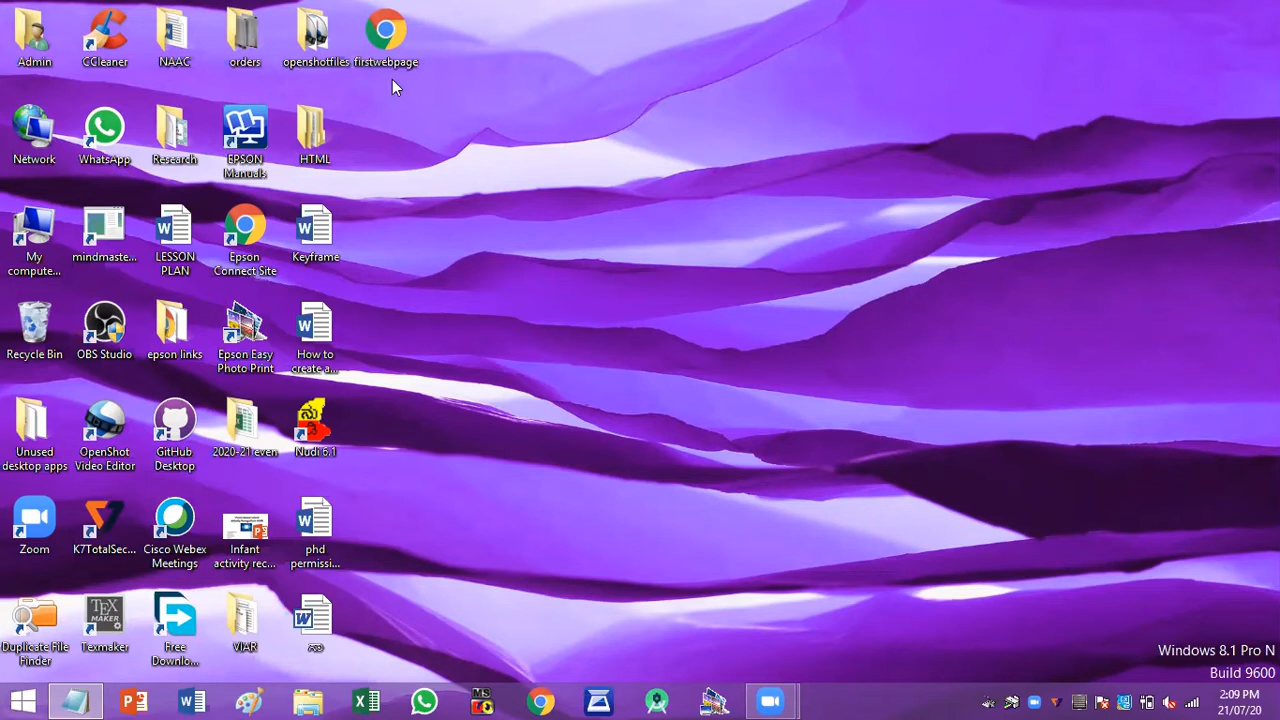 Admin
CCleaner
NAAC
orders
openshotfiles
firstwebpage
Network
WhatsApp
Research
EPSON
Manuals
HTML
My
compute...
mindmaste...
LESSON
PLAN
Epson
Connect Site
Keyframe
Recycle Bin
OBS Studio
epson links
Epson Easy
Photo Print
How to
create a...
Unused
desktop apps
OpenShot
Video Editor
GitHub
Desktop
2020-21 even
ನು
ಡಿ
Nudi 6.1
Zoom
K7TotalSec...
Cisco Webex
Meetings
Infant
activity rec...
phd
permissi...
Duplicate File
Finder
TEX
MAKER
Texmaker
Free
Downlo...
VIAR
Windows 8.1 Pro N
Build 9600
MS
2:09 PM
21/07/20